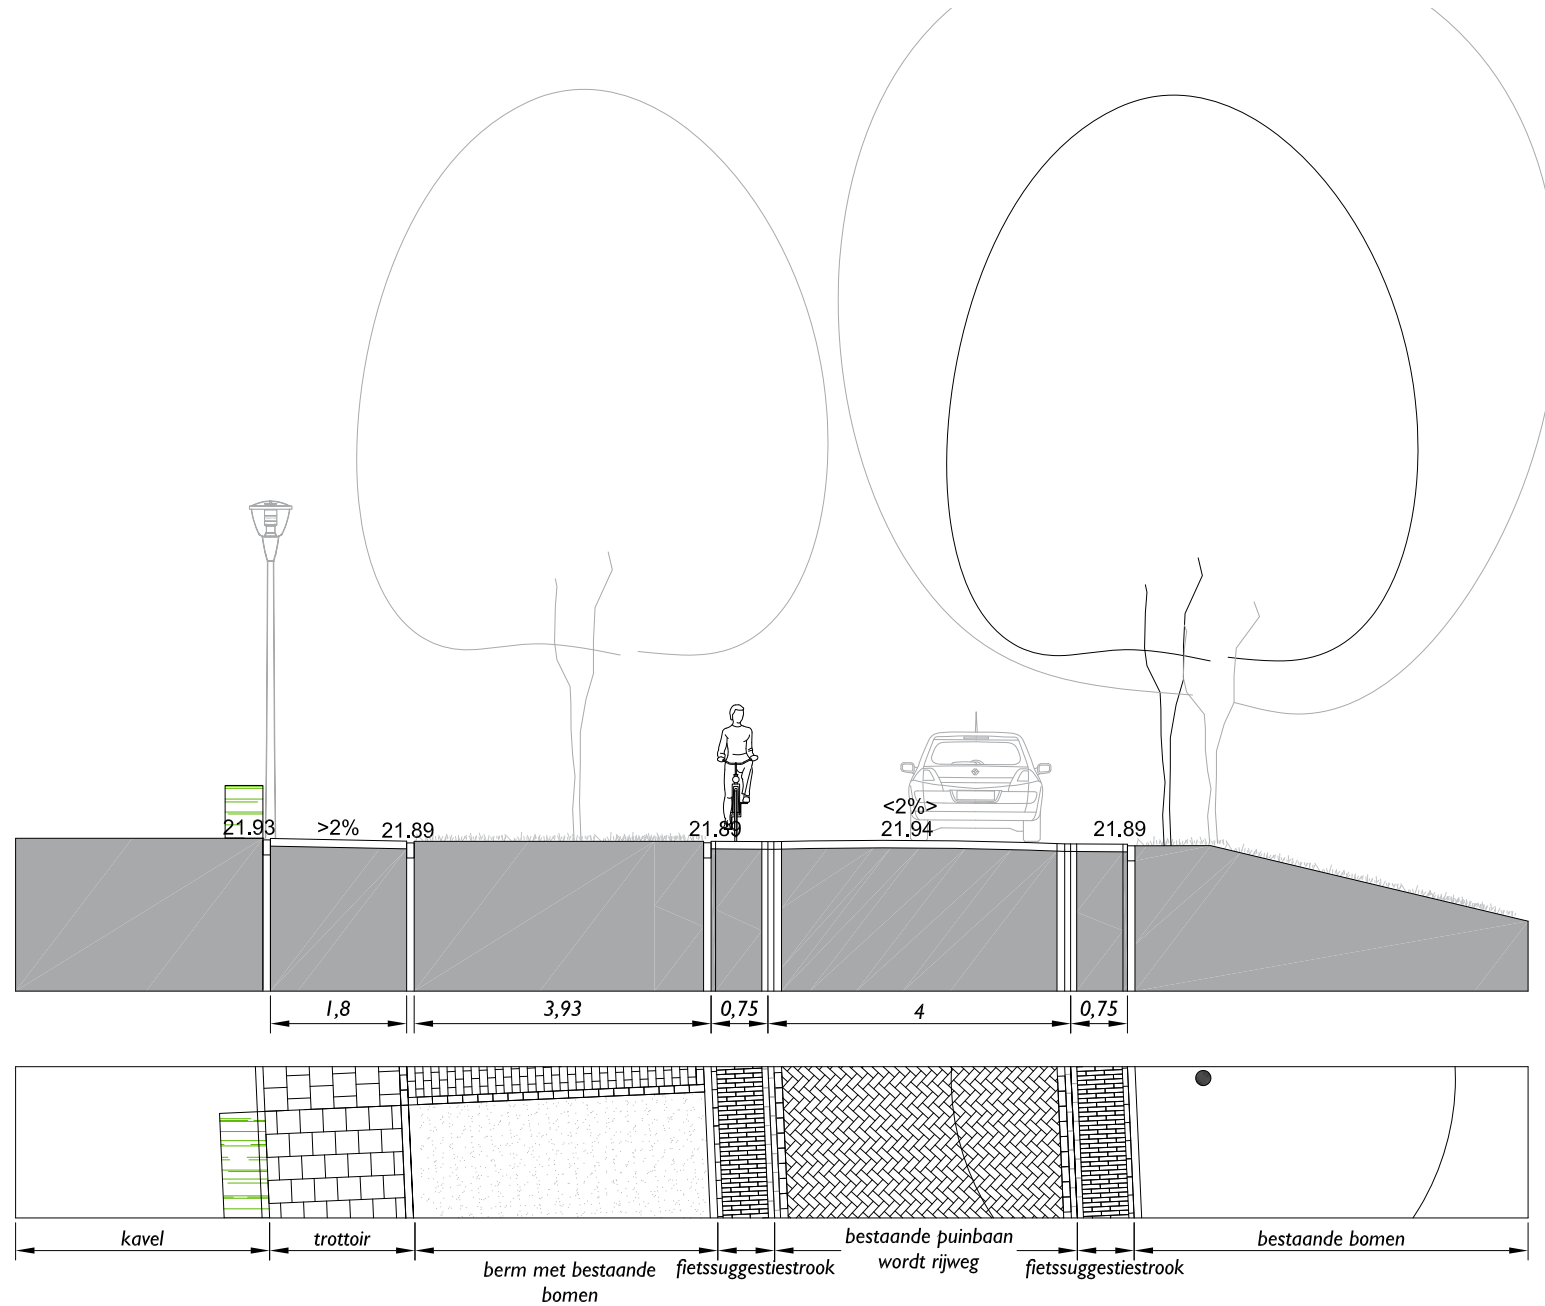 <2%>
21.93
>2%
21.89
21.89
21.94
21.89
1,8
3,93
0,75
4
0,75
kavel
trottoir
berm met bestaande
bomen
fietssuggestiestrook
bestaande puinbaan
wordt rijweg
fietssuggestiestrook
bestaande bomen